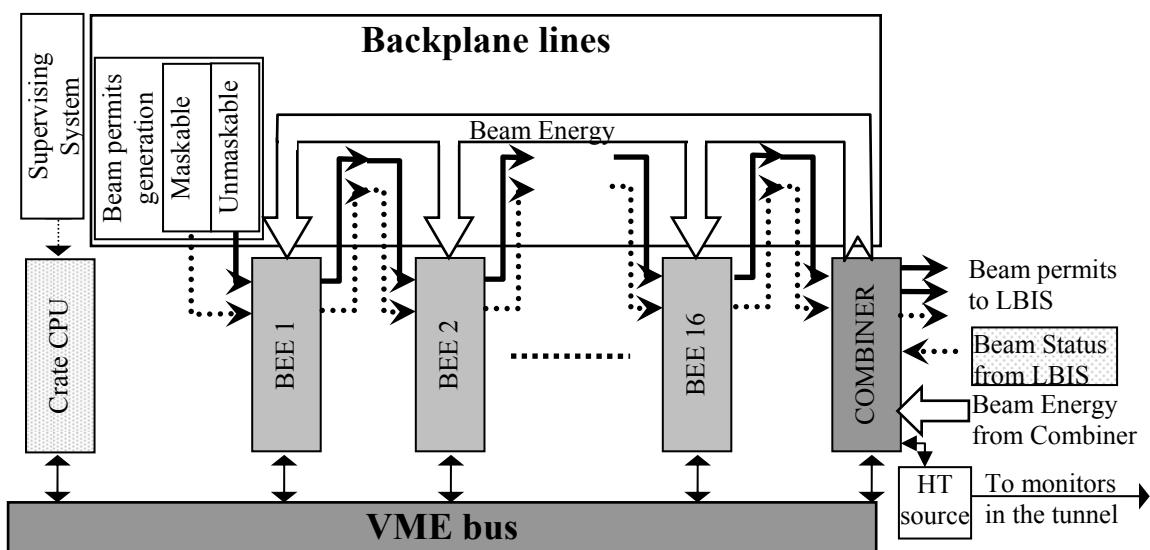 Backplane lines
Supervising
System
Beam permits
generation
Maskable
Unmaskable
Beam Energy
Crate CPU
BEE 1
BEE 2
BEE 16
COMBINER
Beam permits
to LBIS
Beam Status
from LBIS
Beam Energy
from Combiner
HT
source
To monitors
in the tunnel
VME bus